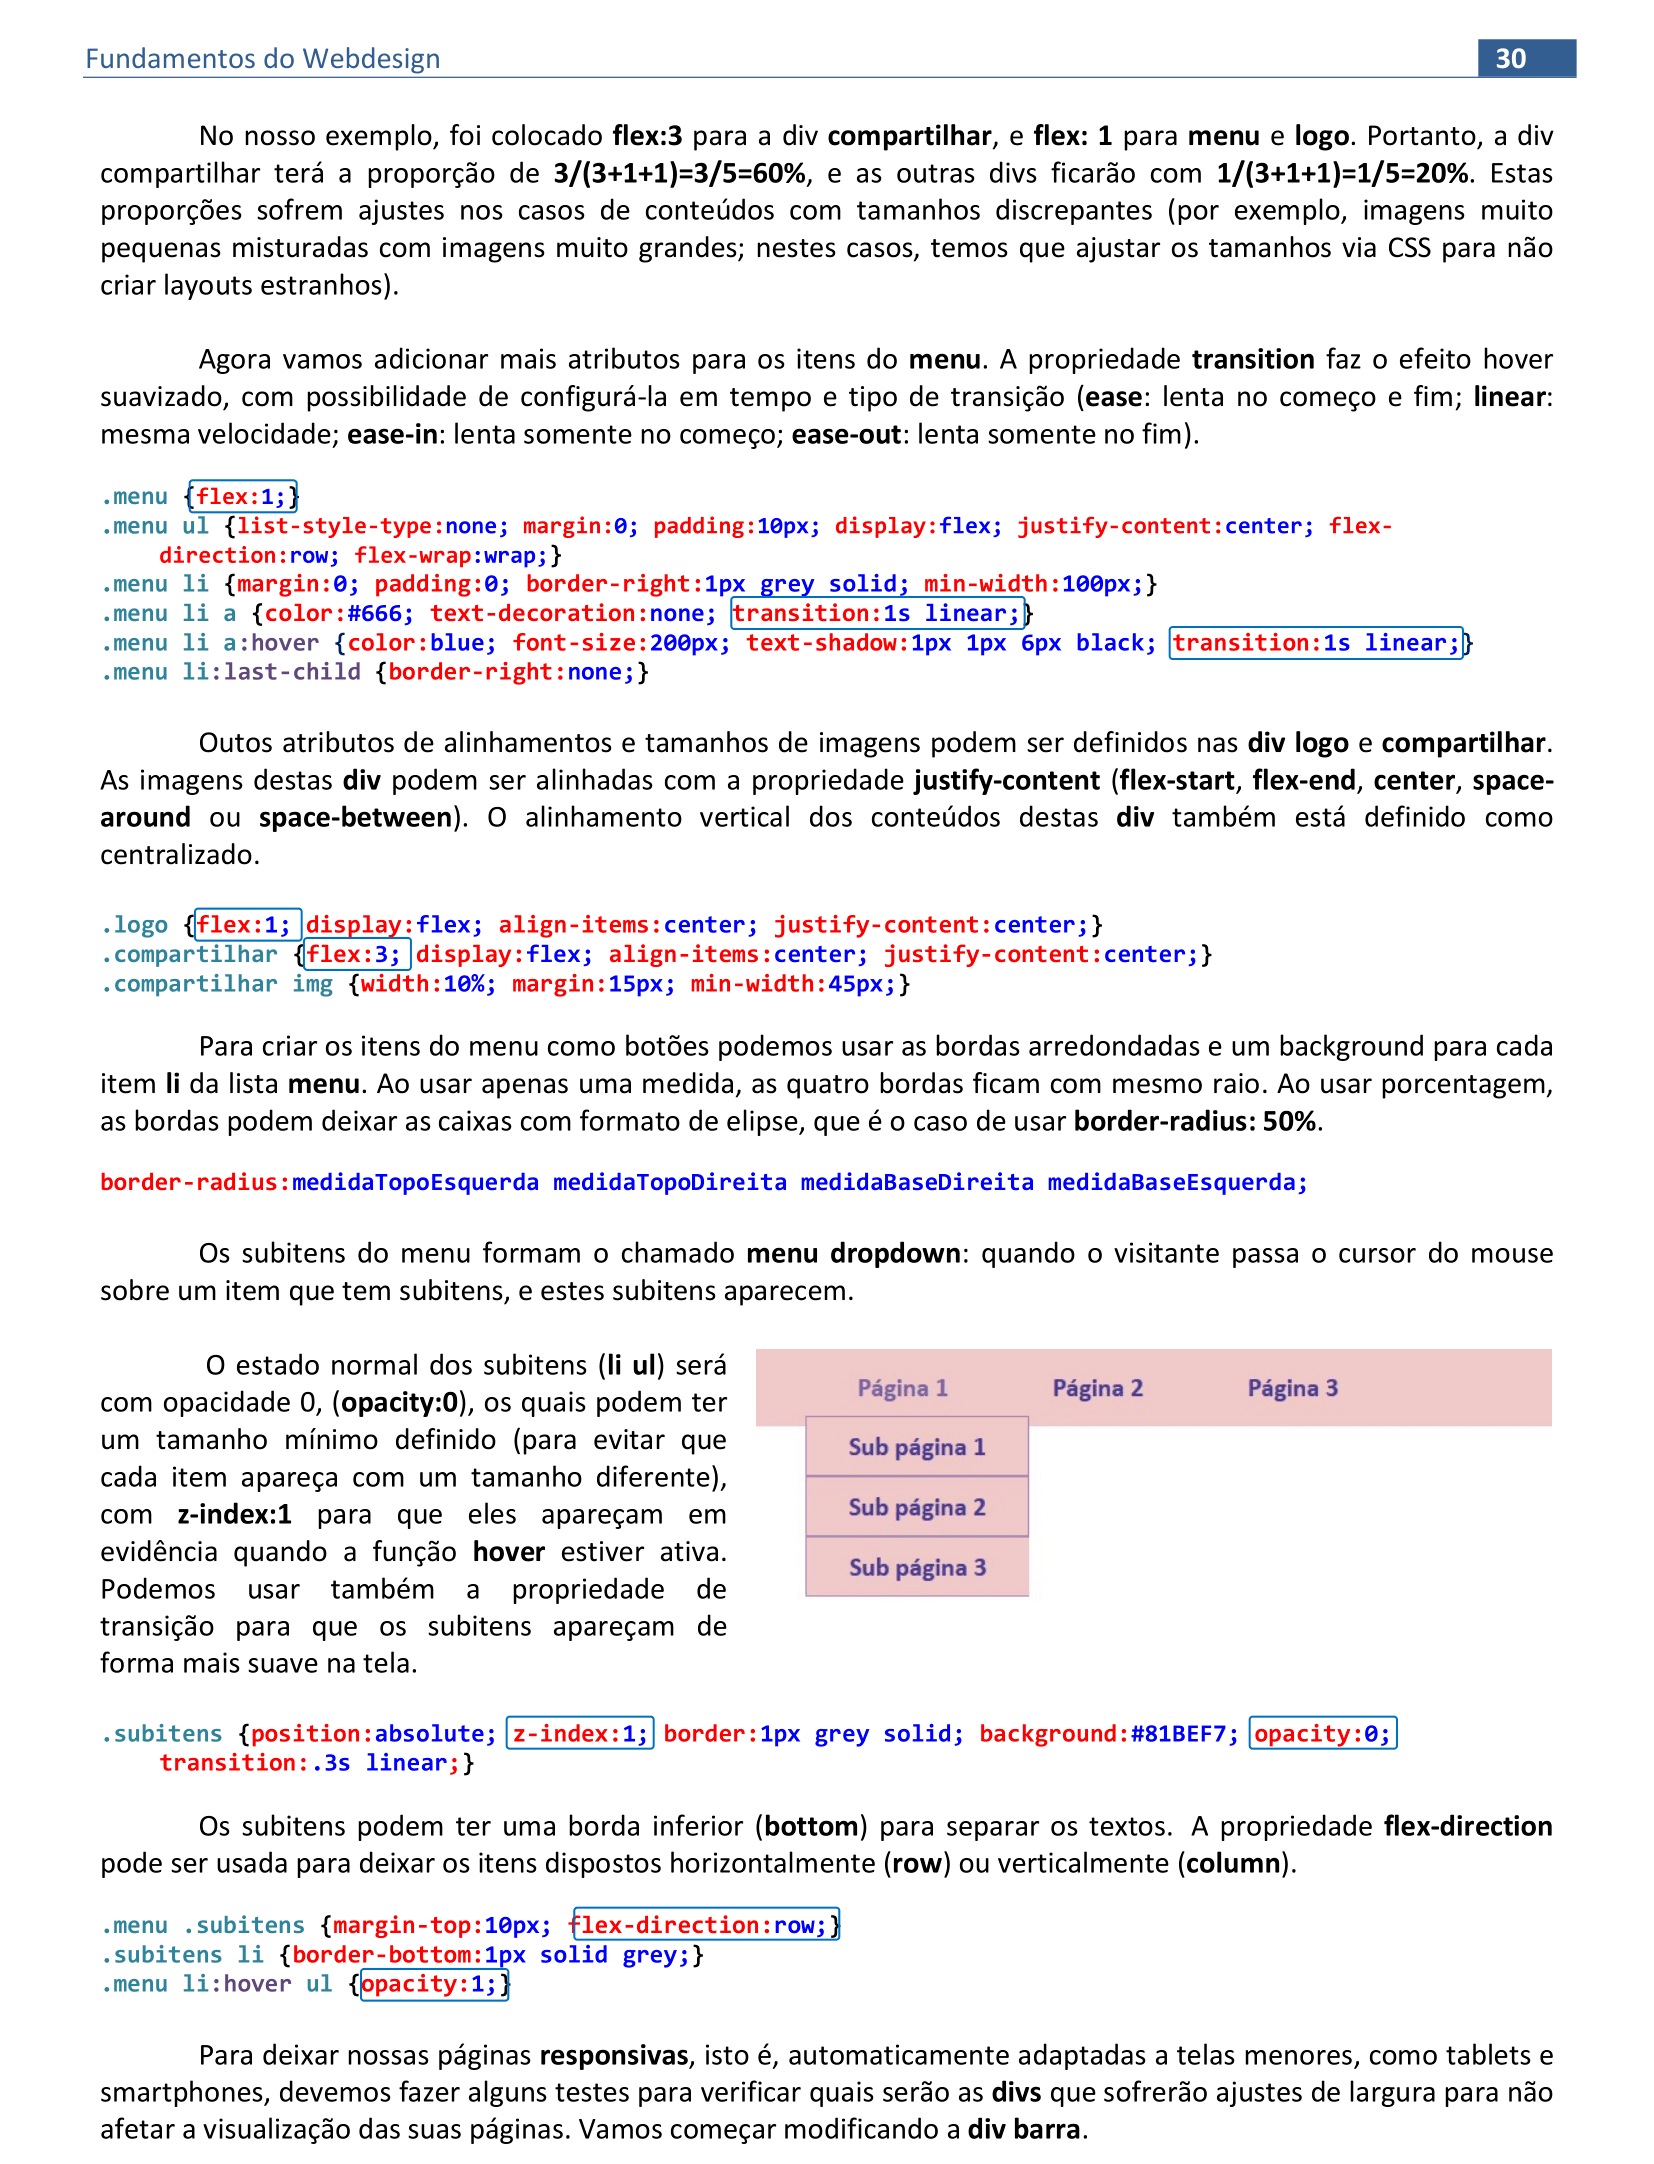 Fundamentos do Webdesign 30
No nosso exemplo, foi colocado flex:3 para a div compartilhar, e flex: 1 para menu e logo. Portanto, a div
compartilhar terá a proporção de 3/(3+1+1)=3/5=60%, e as outras divs ficarão com 1/(3+1+1)=1/5=20%. Estas
proporções sofrem ajustes nos casos de conteúdos com tamanhos discrepantes (por exemplo, imagens muito
pequenas misturadas com imagens muito grandes; nestes casos, temos que ajustar os tamanhos via CSS para não
criar layouts estranhos).
Agora vamos adicionar mais atributos para os itens do menu. A propriedade transition faz o efeito hover
suavizado, com possibilidade de configurá-la em tempo e tipo de transição (ease: lenta no começo e fim; linear:
mesma velocidade; ease-in: lenta somente no começo; ease-out: lenta somente no fim).
.menu {flex:1;}
.menu ul {list-style-type:none; margin:0; padding:10px; display:flex; justify-content:center; flex-
direction:row; flex-wrap:wrap;}
.menu li {margin:0; padding:0; border-right:1px grey solid; min-width:100px;}
.menu li a {color:#666; text-decoration:none; transition:1s linear;}
.menu li a:hover {color:blue; font-size:200px; text-shadow:1px 1px 6px black; transition:1s linear;}
.menu li:last-child {border-right:none;}
Outos atributos de alinhamentos e tamanhos de imagens podem ser definidos nas div logo e compartilhar.
As imagens destas div podem ser alinhadas com a propriedade justify-content (flex-start, flex-end, center, space-
around ou space-between). O alinhamento vertical dos conteúdos destas div também está definido como
centralizado.
.logo {flex:1; display:flex; align-items:center; justify-content:center;}
.compartilhar {flex:3; display:flex; align-items:center; justify-content:center;}
.compartilhar img {width:10%; margin:15px; min-width:45px;}
Para criar os itens do menu como botões podemos usar as bordas arredondadas e um background para cada
item li da lista menu. Ao usar apenas uma medida, as quatro bordas ficam com mesmo raio. Ao usar porcentagem,
as bordas podem deixar as caixas com formato de elipse, que é o caso de usar border-radius: 50%.
border-radius:medidaTopoEsquerda medidaTopoDireita medidaBaseDireita medidaBaseEsquerda;
Os subitens do menu formam o chamado menu dropdown: quando o visitante passa o cursor do mouse
sobre um item que tem subitens, e estes subitens aparecem.
O estado normal dos subitens (li ul) será
com opacidade 0, (opacity:0), os quais podem ter
um tamanho mínimo definido (para evitar que
cada item apareça com um tamanho diferente),
com z-index:1 para que eles apareçam em
evidência quando a função hover estiver ativa.
Podemos usar também a propriedade de
transição para que os subitens apareçam de
forma mais suave na tela.
Página 1 Página 2 Página 3
Sub página 1
Sub página 2
Sub página 3
.subitens {position:absolute; z-index:1; border:1px grey solid; background:#81BEF7; opacity:0;
transition:.3s linear;}
Os subitens podem ter uma borda inferior (bottom) para separar os textos. A propriedade flex-direction
pode ser usada para deixar os itens dispostos horizontalmente (row) ou verticalmente (column).
.menu .subitens {margin-top:10px; flex-direction:row;}
.subitens li {border-bottom:1px solid grey;}
.menu li:hover ul {opacity:1;}
Para deixar nossas páginas responsivas, isto é, automaticamente adaptadas a telas menores, como tablets e
smartphones, devemos fazer alguns testes para verificar quais serão as divs que sofrerão ajustes de largura para não
afetar a visualização das suas páginas. Vamos começar modificando a div barra.